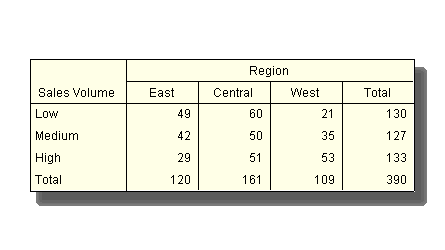 Region
Sales Volume East Central West Total
Low 49 60 21 130
Medium 42 50 35 127
High 29 51 53 133
Total 120 161 109 390